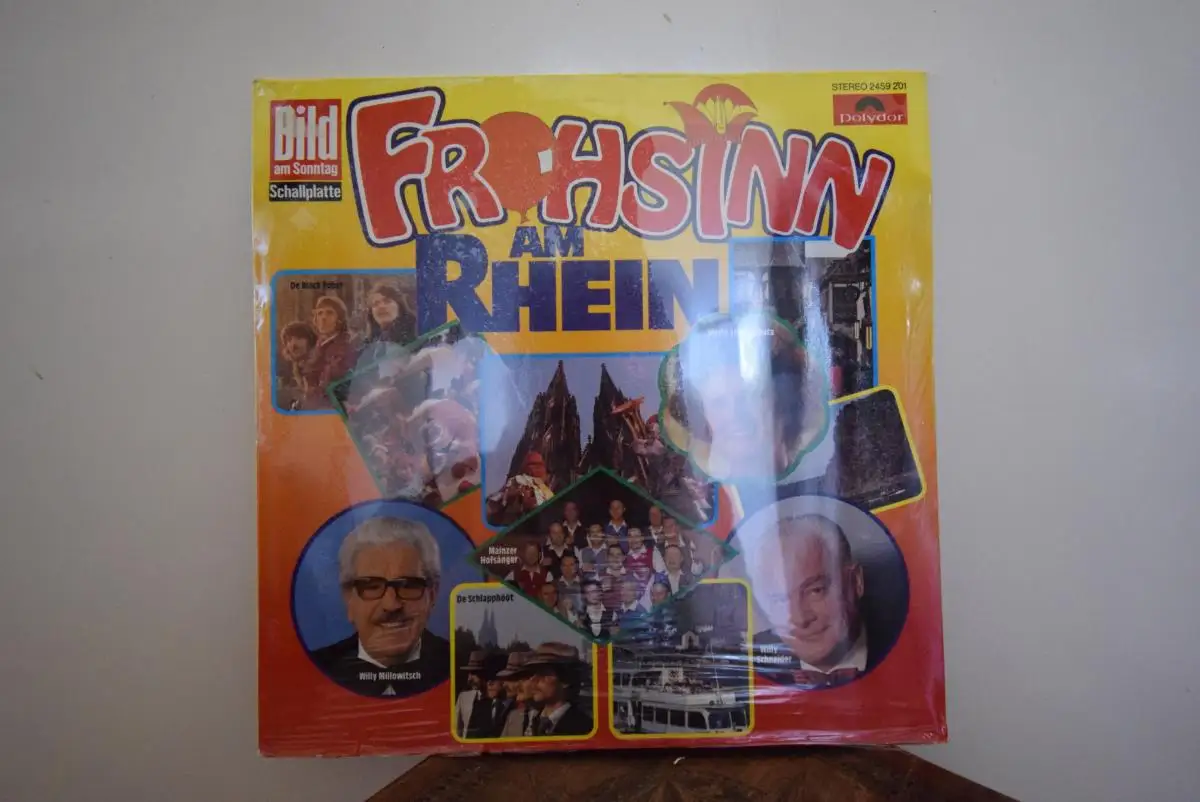 Bild
am Sonntag
Schallplatte
STEREO 2459 201
Polydor
FROHSINN
AM
RHEIN
De Bläck Fööss
Mainzer
Hofsänger
De Schlapphööt
Willy Millowitsch
Willy
Schneider